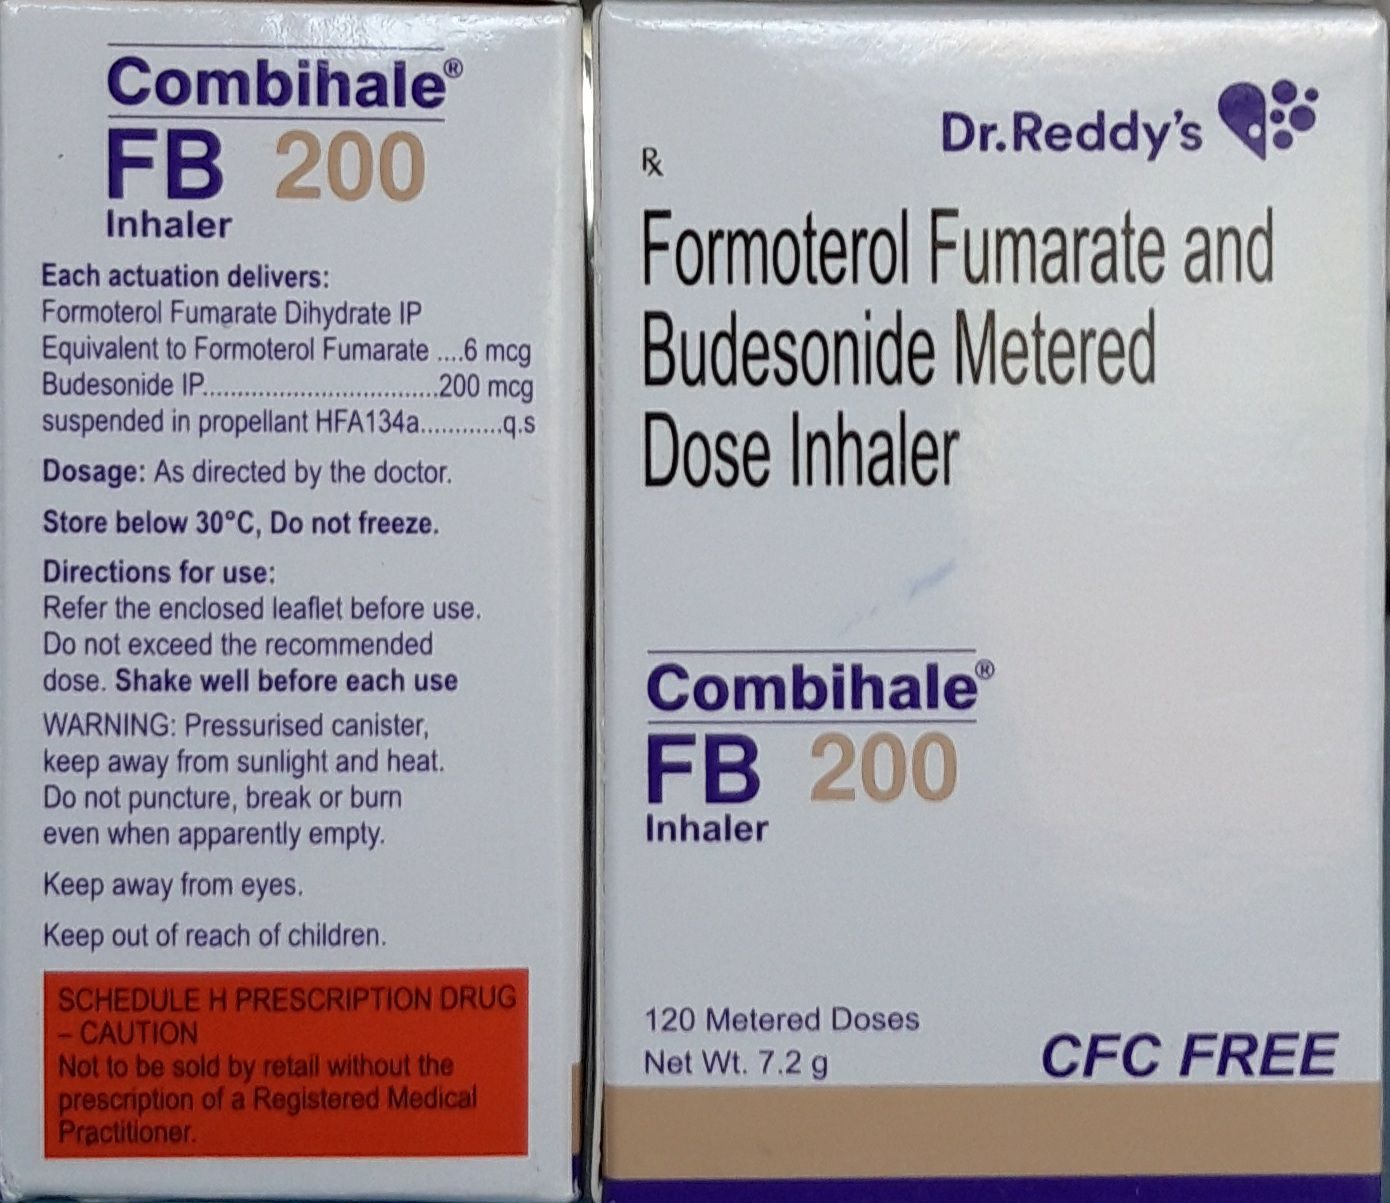 Combihale®
FB 200
Inhaler
Each actuation delivers:
Formoterol Fumarate Dihydrate IP
Equivalent to Formoterol Fumarate ....6 mcg
Budesonide IP.................................200 mcg
suspended in propellant HFA134a............q.s
Dosage: As directed by the doctor.
Store below 30°C, Do not freeze.
Directions for use:
Refer the enclosed leaflet before use.
Do not exceed the recommended
dose. Shake well before each use
WARNING: Pressurised canister,
keep away from sunlight and heat.
Do not puncture, break or burn
even when apparently empty.
Keep away from eyes.
Keep out of reach of children.
SCHEDULE H PRESCRIPTION DRUG
– CAUTION
Not to be sold by retail without the
prescription of a Registered Medical
Practitioner.
Dr.Reddy's
℞
Formoterol Fumarate and
Budesonide Metered
Dose Inhaler
Combihale®
FB 200
Inhaler
120 Metered Doses
Net Wt. 7.2 g
CFC FREE